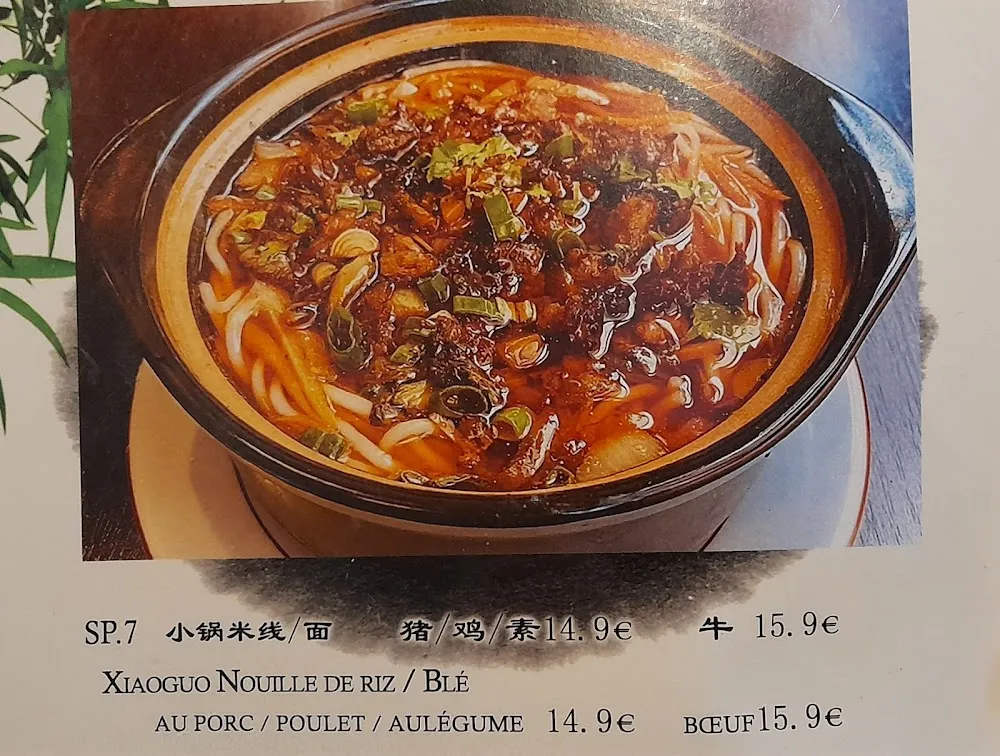 SP.7 小锅米线/面 猪/鸡/素14.9€ 牛 15.9€
XIAOGUO NOUILLE DE RIZ / BLÉ
AU PORC / POULET / AULÉGUME 14.9€ BŒUF15.9€